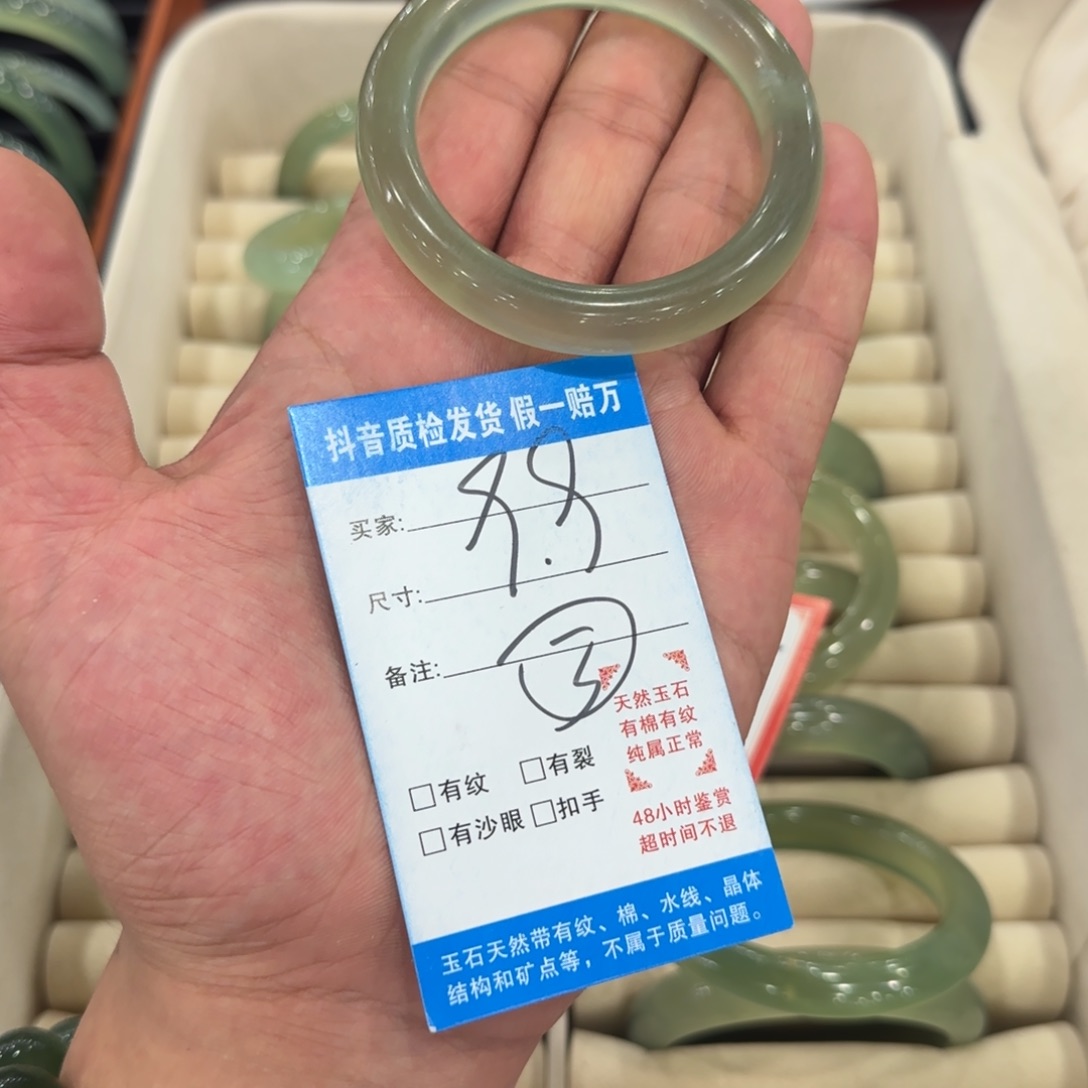 抖音质检发货 假一赔万
买家:
尺寸:
备注: 3
天然玉石
有棉有纹
纯属正常
□有纹 □有裂
□有沙眼 □扣手
48小时鉴赏
超时间不退
玉石天然带有纹、棉、水线、晶体
结构和矿点等，不属于质量问题。